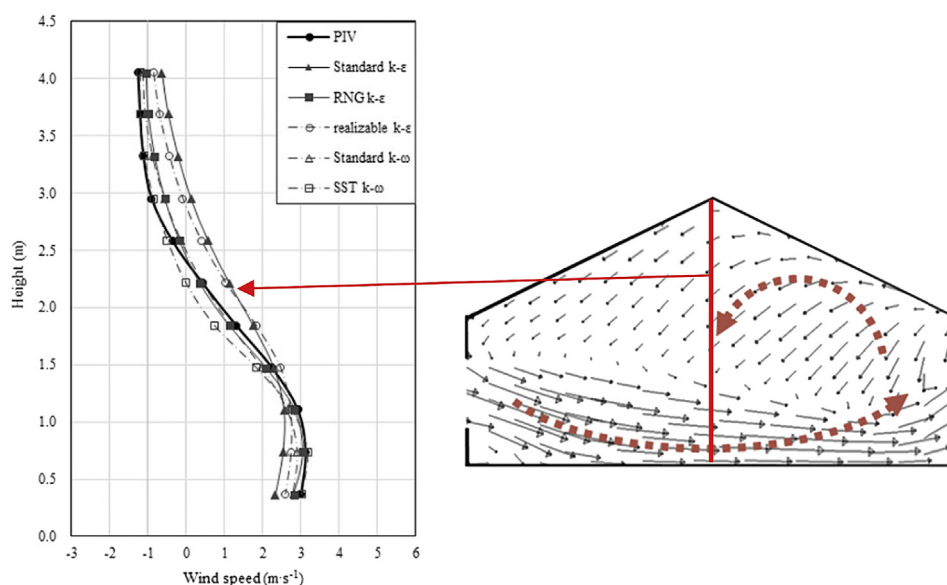 4.5
4.0
3.5
3.0
2.5
2.0
1.5
1.0
0.5
0.0
Height (m)
PIV
Standard k-ε
RNG k-ε
realizable k-ε
Standard k-ω
SST k-ω
-3 -2 -1 0 1 2 3 4 5 6
Wind speed (m·s⁻¹)